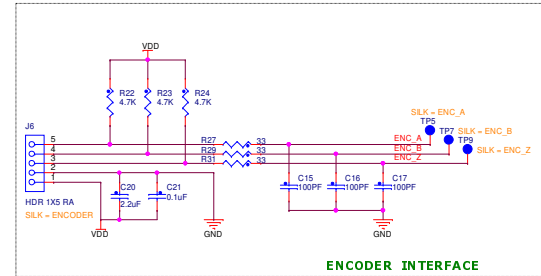 VDD
R22 R23 R24
4.7K 4.7K 4.7K
SILK = ENC_A
TP5
J6
TP7 SILK = ENC_B
5 R27 33 ENC_A TP9
4 R29 33 ENC_B
3 R31 33 ENC_Z SILK = ENC_Z
2
1
C20 C21 C15 C16 C17
2.2uF 0.1uF 100PF 100PF 100PF
HDR 1X5 RA
SILK = ENCODER
VDD GND GND
ENCODER INTERFACE